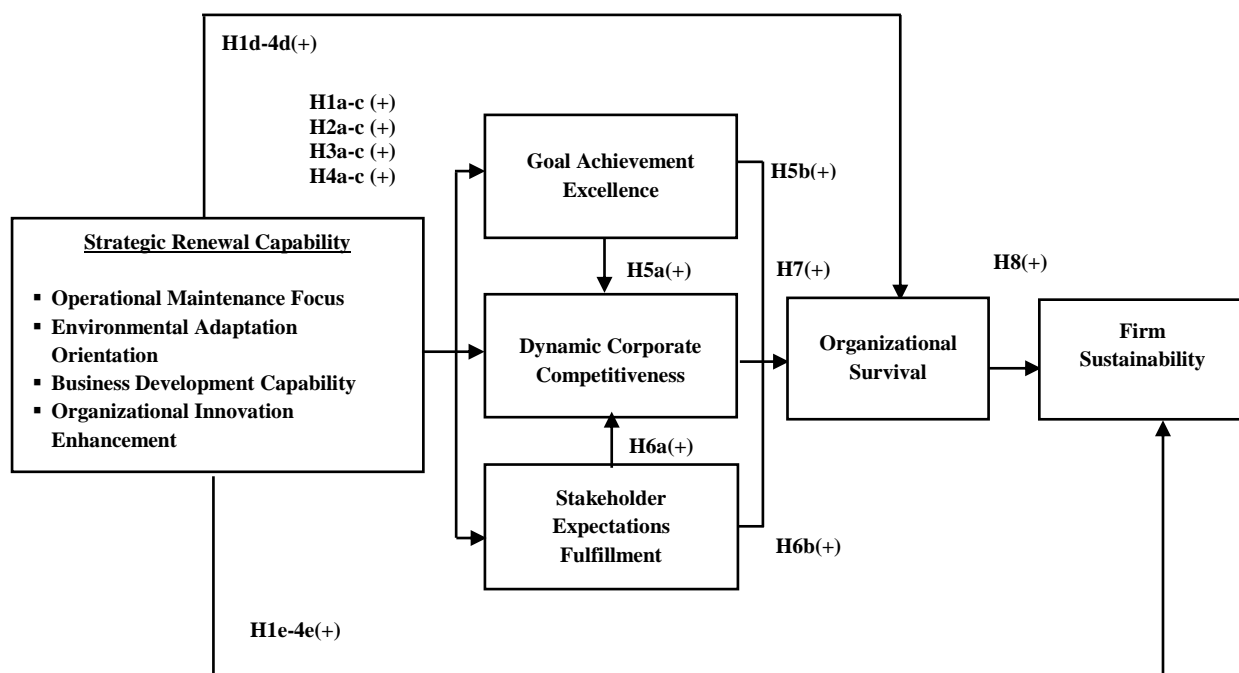 H1d-4d(+)
H1a-c (+)
H2a-c (+)
H3a-c (+)
H4a-c (+)
Strategic Renewal Capability
▪ Operational Maintenance Focus
▪ Environmental Adaptation
Orientation
▪ Business Development Capability
▪ Organizational Innovation
Enhancement
Goal Achievement
Excellence
H5a(+)
Dynamic Corporate
Competitiveness
H6a(+)
Stakeholder
Expectations
Fulfillment
H5b(+)
H7(+)
H6b(+)
Organizational
Survival
H8(+)
Firm
Sustainability
H1e-4e(+)